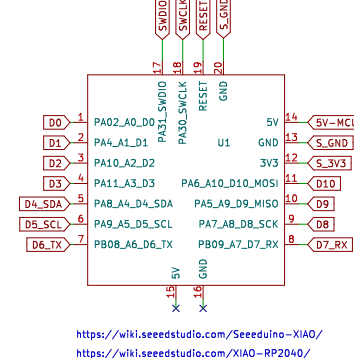 SWDIO
SWCLK
RESET
S_GND
17
18
19
20
PA31_SWDIO
PA30_SWCLK
RESET
GND
D0 1 PA02_A0_D0 5V 14 5V-MCU
D1 2 PA4_A1_D1 U1 GND 13 S_GND
D2 3 PA10_A2_D2 3V3 12 S_3V3
D3 4 PA11_A3_D3 PA6_A10_D10_MOSI 11 D10
D4_SDA 5 PA8_A4_D4_SDA PA5_A9_D9_MISO 10 D9
D5_SCL 6 PA9_A5_D5_SCL PA7_A8_D8_SCK 9 D8
D6_TX 7 PB08_A6_D6_TX PB09_A7_D7_RX 8 D7_RX
5V
GND
15
16
https://wiki.seeedstudio.com/Seeeduino-XIAO/
https://wiki.seeedstudio.com/XIAO-RP2040/